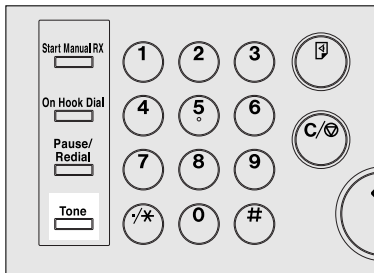 Start Manual RX
1 2 3
On Hook Dial
4 5 6
C/
Pause/
Redial
7 8 9
Tone
·/* 0 #